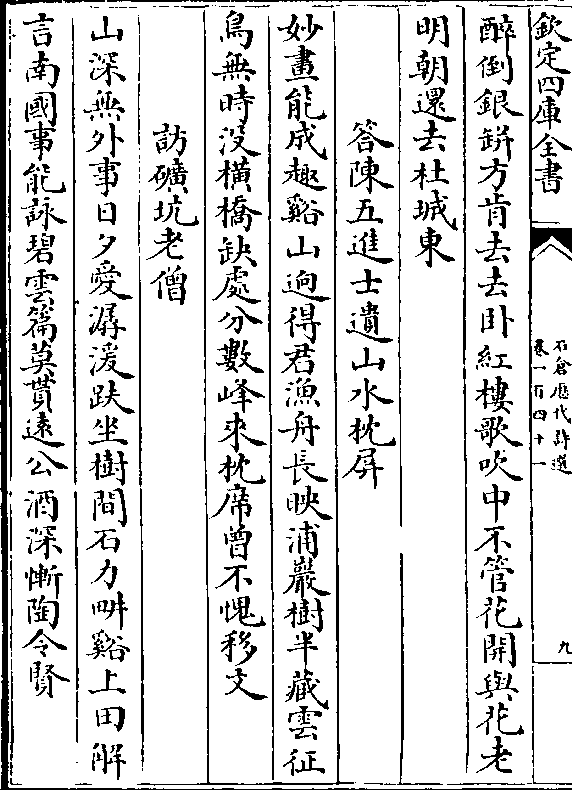 欽定四庫全書
石倉歷代詩選
卷一百四十一
九
醉倒銀缾方肯去去卧紅樓歌吹中不管花開與花老
明朝還去杜城東
答陳五進士遺山水枕屏
妙畫能成趣谿山逈得君漁舟長映浦巖樹半藏雲征
鳥無時没橫橋缺處分數峰來枕席曾不愧移文
訪礦坑老僧
山深無外事日夕愛潺湲趺坐樹間石力畊谿上田解
言南國事能詠碧雲篇莫貰遠公酒深慚陶令賢